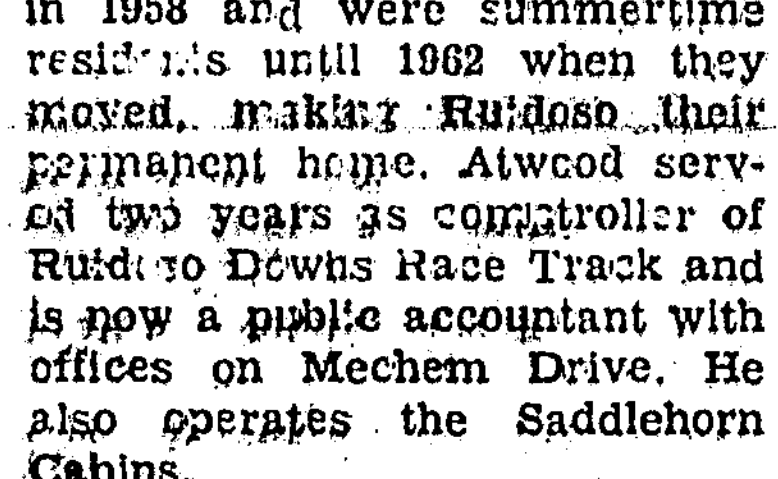 in 1958 and were summertime
residents until 1962 when they
moved, making Ruidoso their
permanent home. Atwood serv-
ed two years as comptroller of
Ruidoso Downs Race Track and
is now a public accountant with
offices on Mechem Drive. He
also operates the Saddlehorn
Cabins.